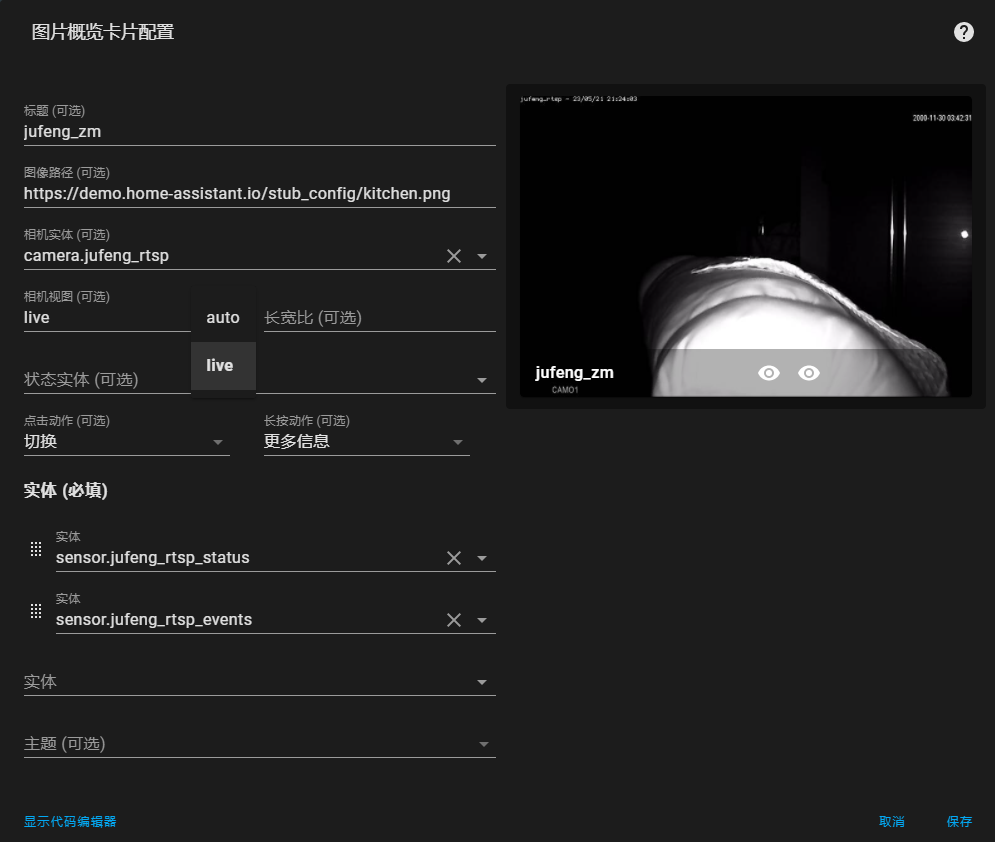 图片概览卡片配置
标题 (可选)
jufeng_zm
图像路径 (可选)
https://demo.home-assistant.io/stub_config/kitchen.png
相机实体 (可选)
camera.jufeng_rtsp
相机视图 (可选)
live
auto
live
长宽比 (可选)
状态实体 (可选)
点击动作 (可选)
切换
长按动作 (可选)
更多信息
实体 (必填)
实体
sensor.jufeng_rtsp_status
实体
sensor.jufeng_rtsp_events
实体
主题 (可选)
显示代码编辑器
取消
保存
jufeng_rtsp - 23/05/21 21:24:03
2000-11-30 03:42:31
jufeng_zm
CAM01